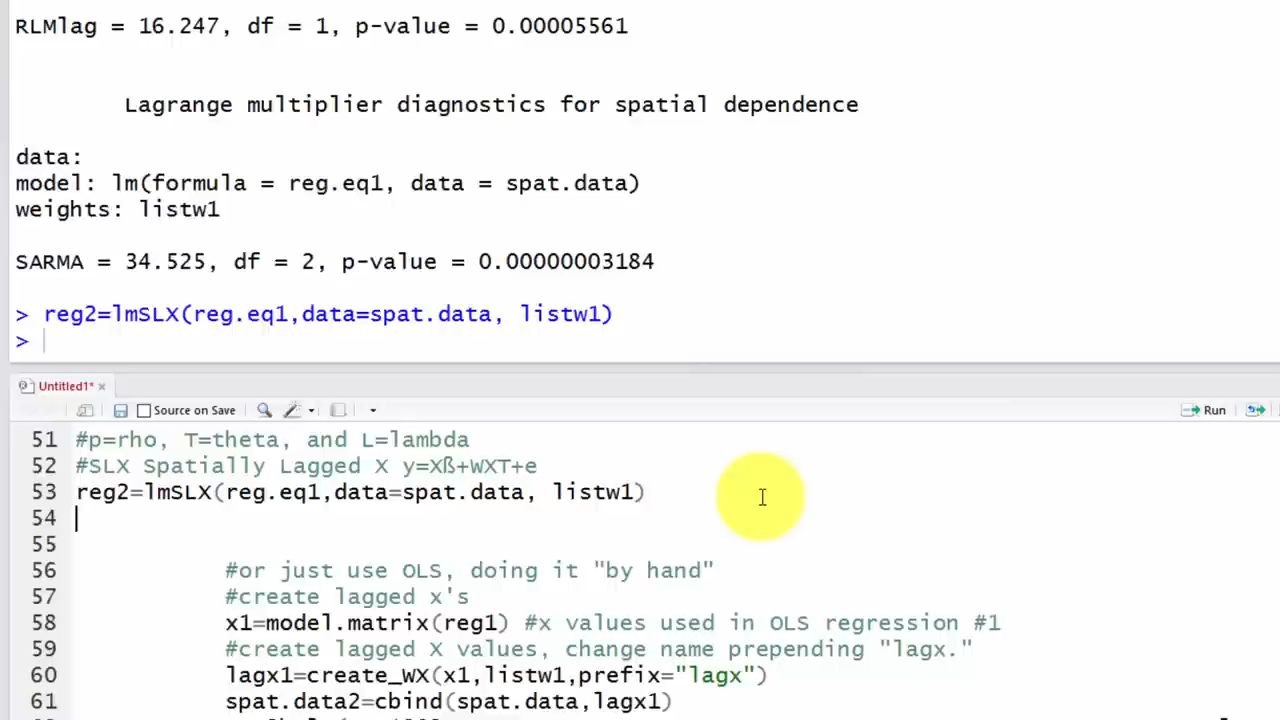 RLMlag = 16.247, df = 1, p-value = 0.00005561
Lagrange multiplier diagnostics for spatial dependence
data:
model: lm(formula = reg.eq1, data = spat.data)
weights: listw1
SARMA = 34.525, df = 2, p-value = 0.00000003184
> reg2=lmSLX(reg.eq1,data=spat.data, listw1)
>
Untitled1*
Source on Save
Run
51 #p=rho, T=theta, and L=lambda
52 #SLX Spatially Lagged X y=Xß+WXT+e
53 reg2=lmSLX(reg.eq1,data=spat.data, listw1)
54
55
56 #or just use OLS, doing it "by hand"
57 #create lagged x's
58 x1=model.matrix(reg1) #x values used in OLS regression #1
59 #create lagged X values, change name prepending "lagx."
60 lagx1=create_WX(x1,listw1,prefix="lagx")
61 spat.data2=cbind(spat.data,lagx1)